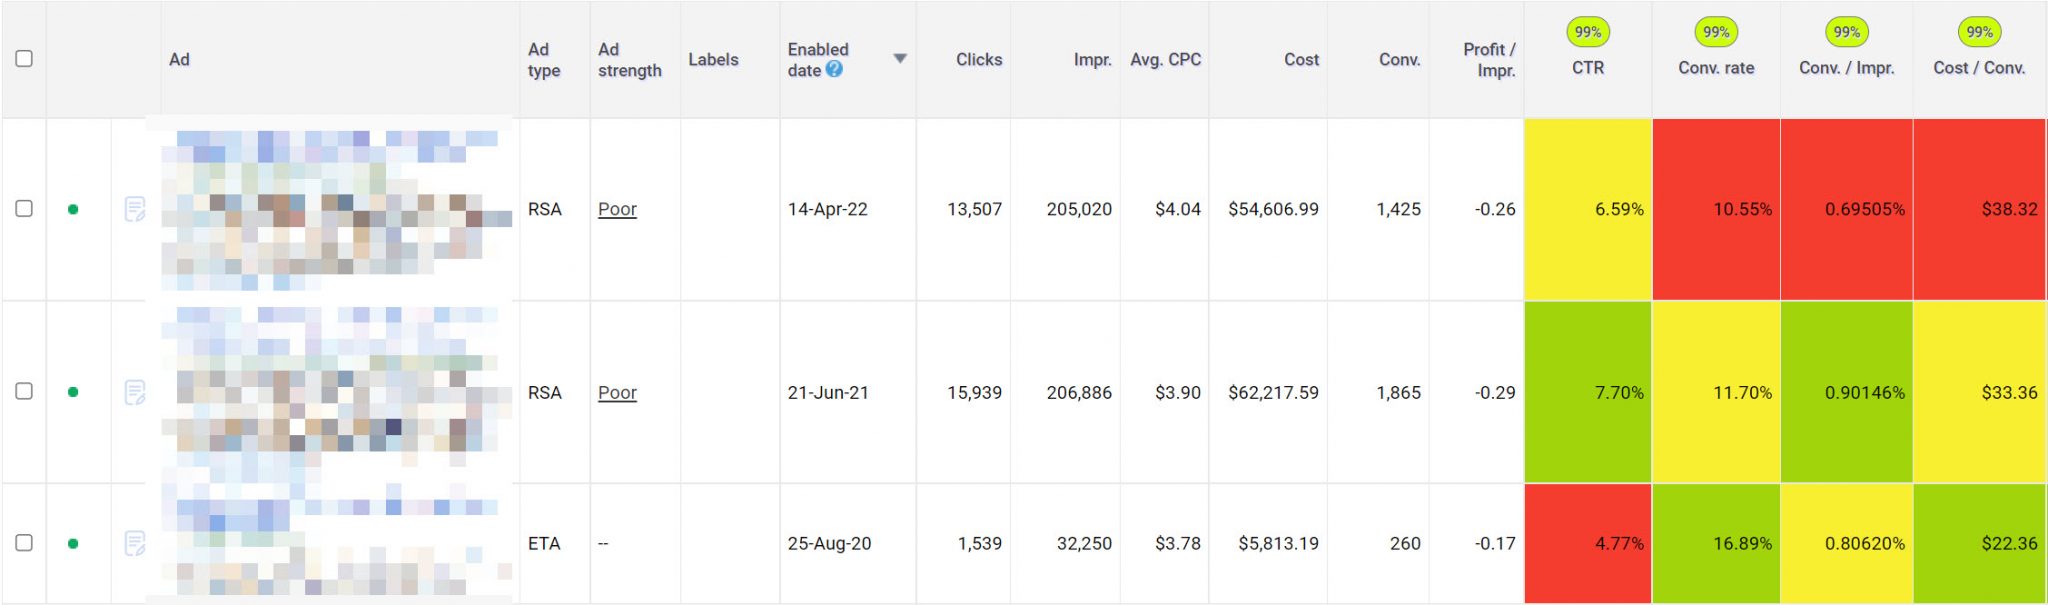 99% 99% 99% 99%
Ad Ad type Ad strength Labels Enabled date ? Clicks Impr. Avg. CPC Cost Conv. Profit / Impr. CTR Conv. rate Conv. / Impr. Cost / Conv.
RSA Poor 14-Apr-22 13,507 205,020 $4.04 $54,606.99 1,425 -0.26 6.59% 10.55% 0.69505% $38.32
RSA Poor 21-Jun-21 15,939 206,886 $3.90 $62,217.59 1,865 -0.29 7.70% 11.70% 0.90146% $33.36
ETA -- 25-Aug-20 1,539 32,250 $3.78 $5,813.19 260 -0.17 4.77% 16.89% 0.80620% $22.36